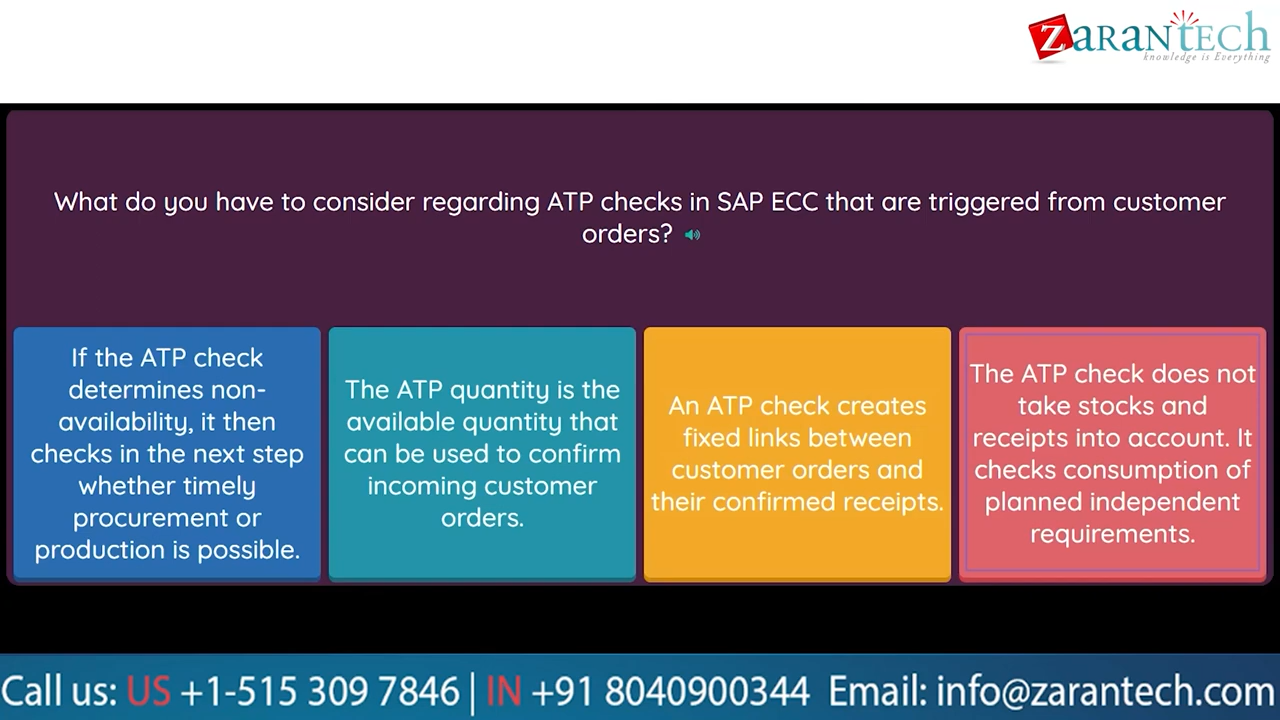 ZARANTECH
knowledge is Everything
What do you have to consider regarding ATP checks in SAP ECC that are triggered from customer
orders?
If the ATP check
determines non-
availability, it then
checks in the next step
whether timely
procurement or
production is possible.
The ATP quantity is the
available quantity that
can be used to confirm
incoming customer
orders.
An ATP check creates
fixed links between
customer orders and
their confirmed receipts.
The ATP check does not
take stocks and
receipts into account. It
checks consumption of
planned independent
requirements.
Call us: US +1-515 309 7846 | IN +91 8040900344 Email: info@zarantech.com